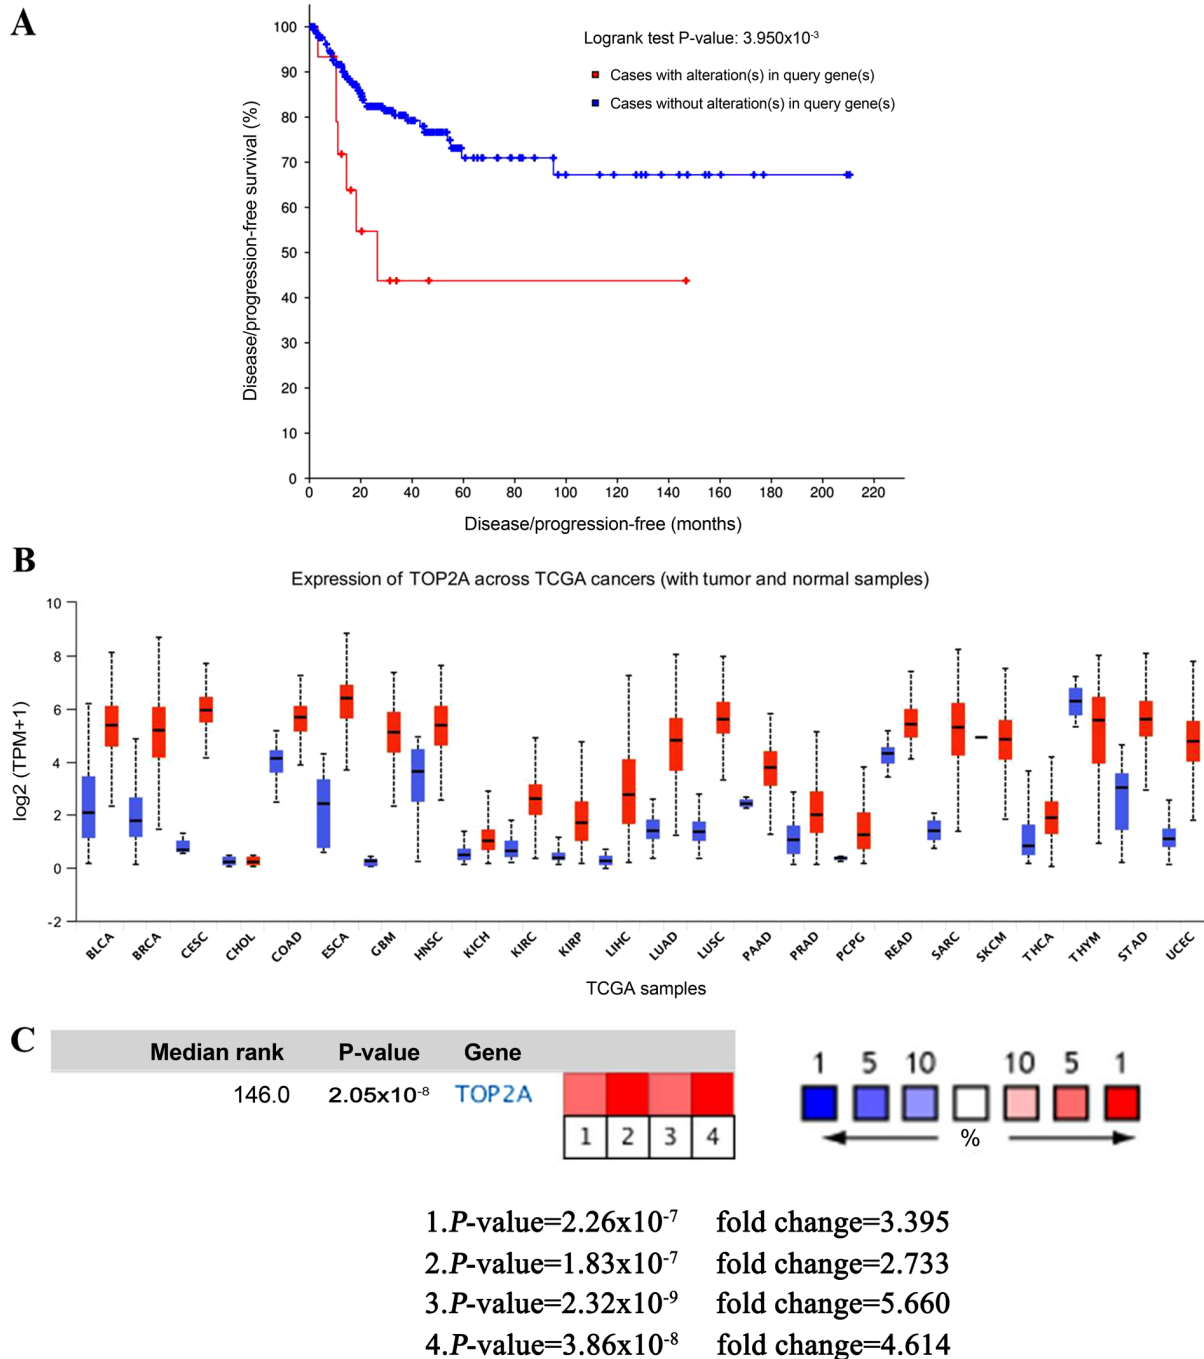 A
Logrank test P-value: 3.950x10⁻³
Cases with alteration(s) in query gene(s)
Cases without alteration(s) in query gene(s)
Disease/progression-free survival (%)
100
90
80
70
60
50
40
30
20
10
0
0 20 40 60 80 100 120 140 160 180 200 220
Disease/progression-free (months)
B
Expression of TOP2A across TCGA cancers (with tumor and normal samples)
log2 (TPM+1)
10
8
6
4
2
0
-2
BLCA BRCA CESC CHOL COAD ESCA GBM HNSC KICH KIRC KIRP LIHC LUAD LUSC PAAD PRAD PCPG READ SARC SKCM THCA THYM STAD UCEC
TCGA samples
C
Median rank P-value Gene
146.0 2.05x10⁻⁸ TOP2A
1 2 3 4
1 5 10 10 5 1
%
1.P-value=2.26x10⁻⁷ fold change=3.395
2.P-value=1.83x10⁻⁷ fold change=2.733
3.P-value=2.32x10⁻⁹ fold change=5.660
4.P-value=3.86x10⁻⁸ fold change=4.614